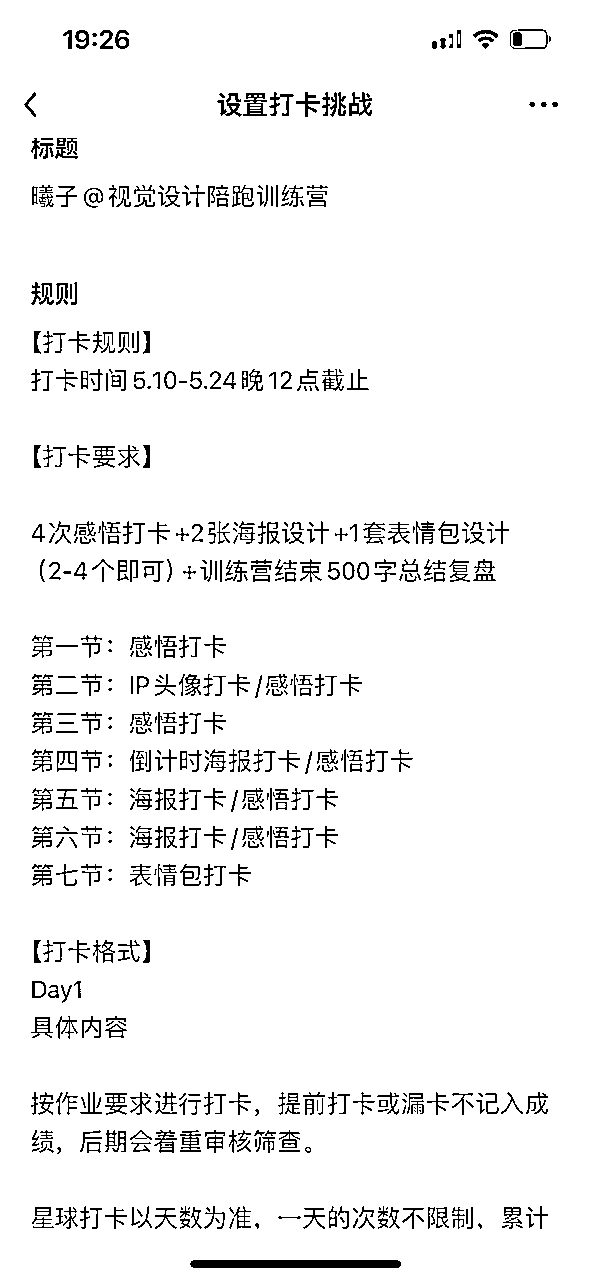 19:26
设置打卡挑战
标题
曦子@视觉设计陪跑训练营
规则
【打卡规则】
打卡时间5.10-5.24晚12点截止
【打卡要求】
4次感悟打卡+2张海报设计+1套表情包设计
（2-4个即可）+训练营结束500字总结复盘
第一节：感悟打卡
第二节：IP头像打卡/感悟打卡
第三节：感悟打卡
第四节：倒计时海报打卡/感悟打卡
第五节：海报打卡/感悟打卡
第六节：海报打卡/感悟打卡
第七节：表情包打卡
【打卡格式】
Day1
具体内容
按作业要求进行打卡，提前打卡或漏卡不记入成
绩，后期会着重审核筛查。
星球打卡以天数为准，一天的次数不限制，累计